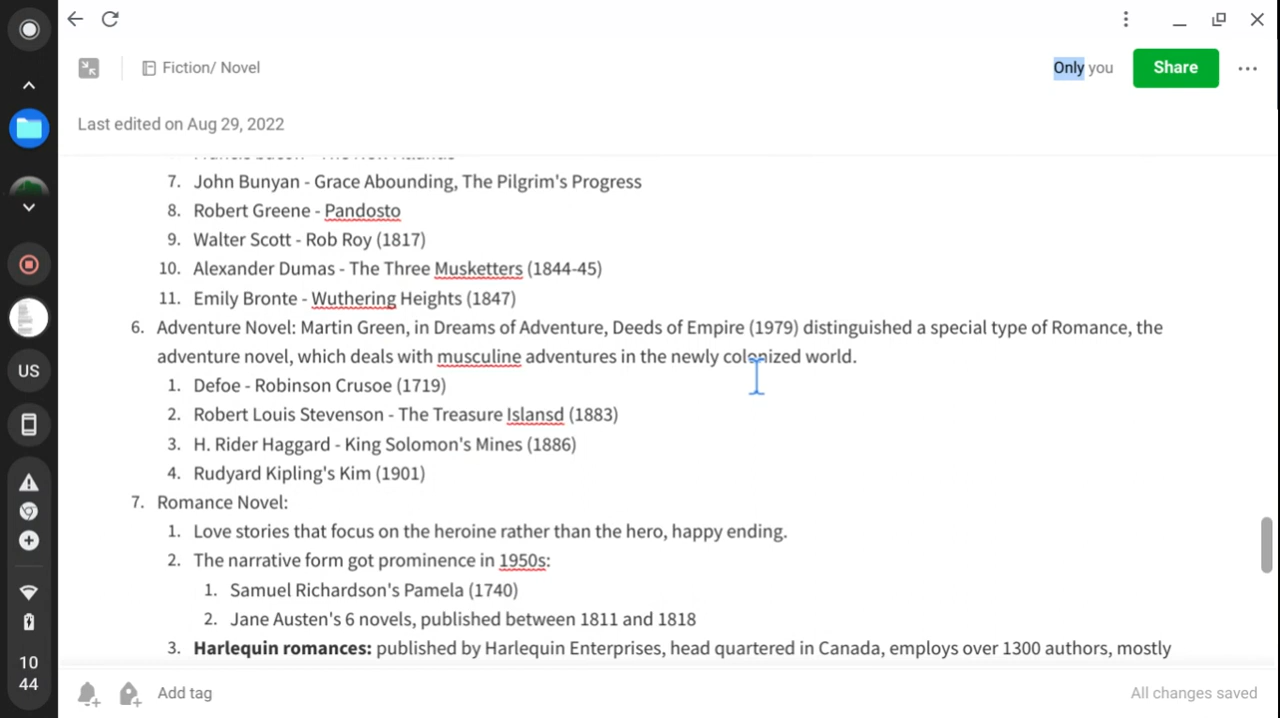 Fiction/ Novel
Only you
Share
Last edited on Aug 29, 2022
7. John Bunyan - Grace Abounding, The Pilgrim's Progress
8. Robert Greene - Pandosto
9. Walter Scott - Rob Roy (1817)
10. Alexander Dumas - The Three Musketters (1844-45)
11. Emily Bronte - Wuthering Heights (1847)
6. Adventure Novel: Martin Green, in Dreams of Adventure, Deeds of Empire (1979) distinguished a special type of Romance, the
adventure novel, which deals with musculine adventures in the newly colonized world.
1. Defoe - Robinson Crusoe (1719)
2. Robert Louis Stevenson - The Treasure Islansd (1883)
3. H. Rider Haggard - King Solomon's Mines (1886)
4. Rudyard Kipling's Kim (1901)
7. Romance Novel:
1. Love stories that focus on the heroine rather than the hero, happy ending.
2. The narrative form got prominence in 1950s:
1. Samuel Richardson's Pamela (1740)
2. Jane Austen's 6 novels, published between 1811 and 1818
3. Harlequin romances: published by Harlequin Enterprises, head quartered in Canada, employs over 1300 authors, mostly
Add tag
All changes saved
US
10
44